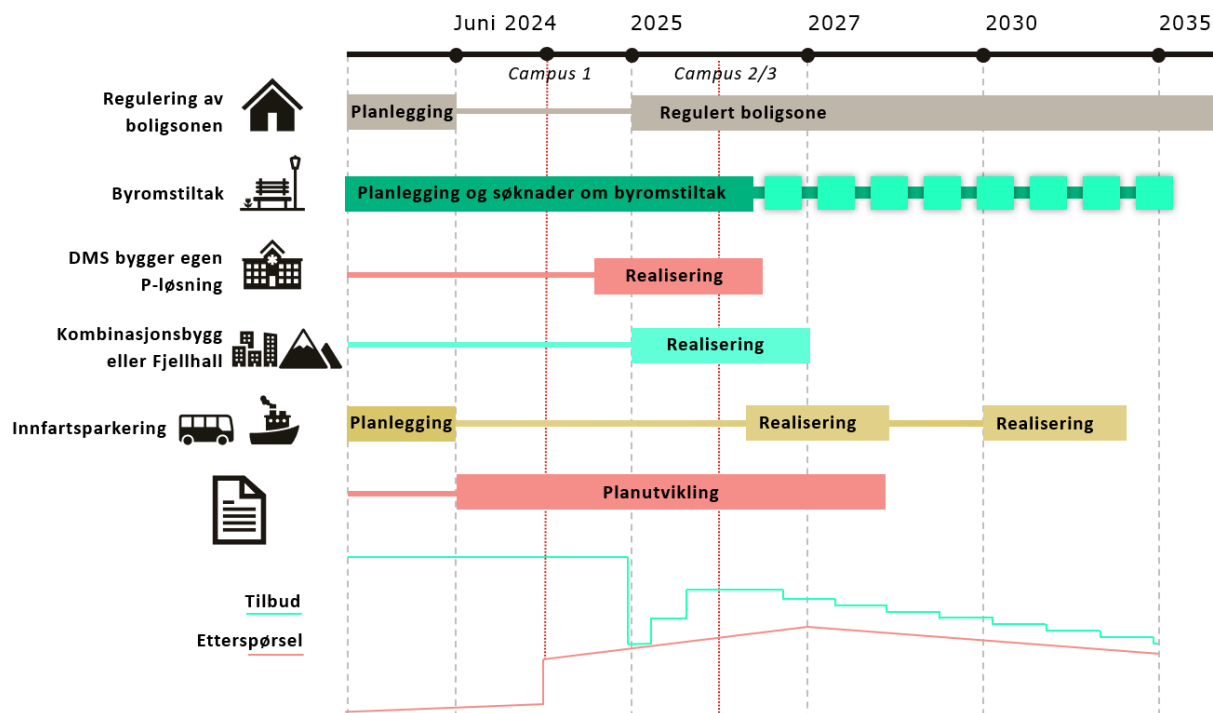 Juni 2024
2025
2027
2030
2035
Campus 1
Campus 2/3
Regulering av
boligsonen
Planlegging
Regulert boligsone
Byromstiltak
Planlegging og søknader om byromstiltak
DMS bygger egen
P-løsning
Realisering
Kombinasjonsbygg
eller Fjellhall
Realisering
Innfartsparkering
Planlegging
Realisering
Realisering
Planutvikling
Tilbud
Etterspørsel